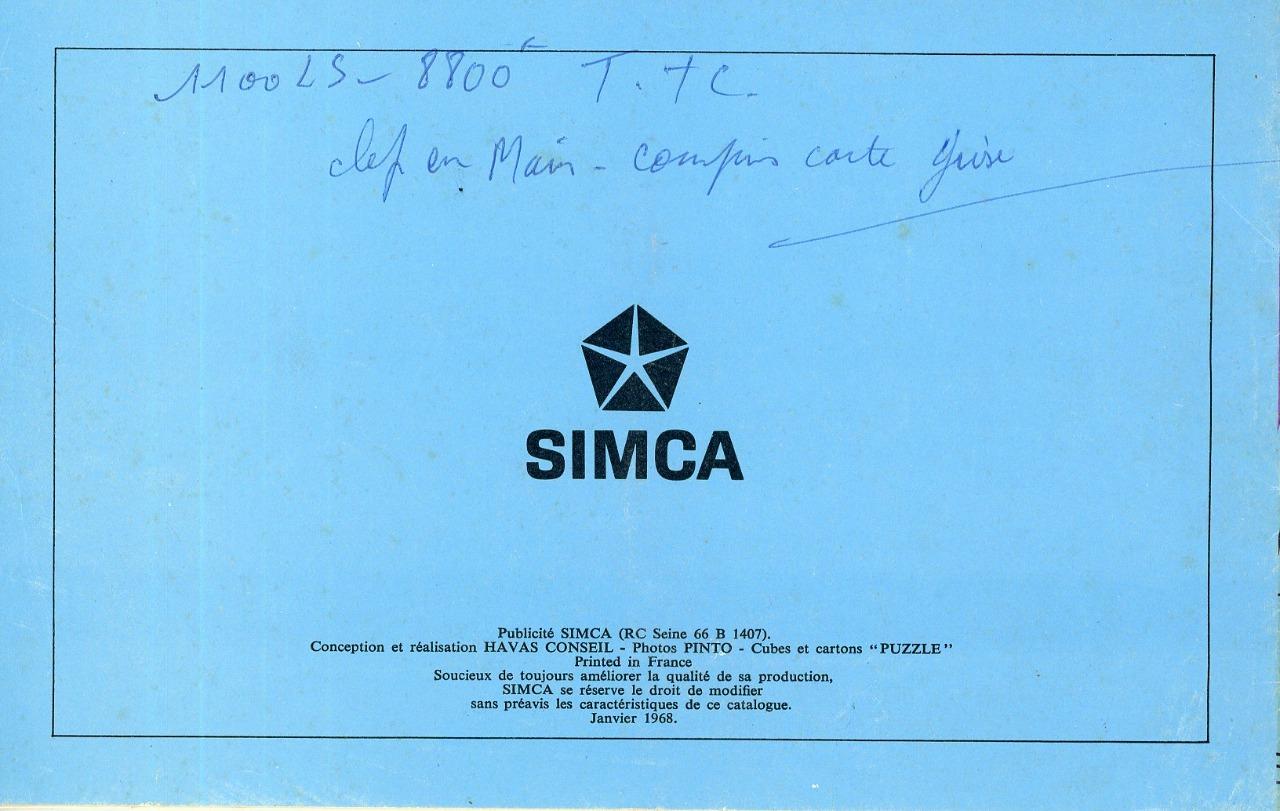 1100 LS - 8800F T.TC.
clef en Main - compris carte grise
SIMCA
Publicité SIMCA (RC Seine 66 B 1407).
Conception et réalisation HAVAS CONSEIL - Photos PINTO - Cubes et cartons “PUZZLE”
Printed in France
Soucieux de toujours améliorer la qualité de sa production,
SIMCA se réserve le droit de modifier
sans préavis les caractéristiques de ce catalogue.
Janvier 1968.